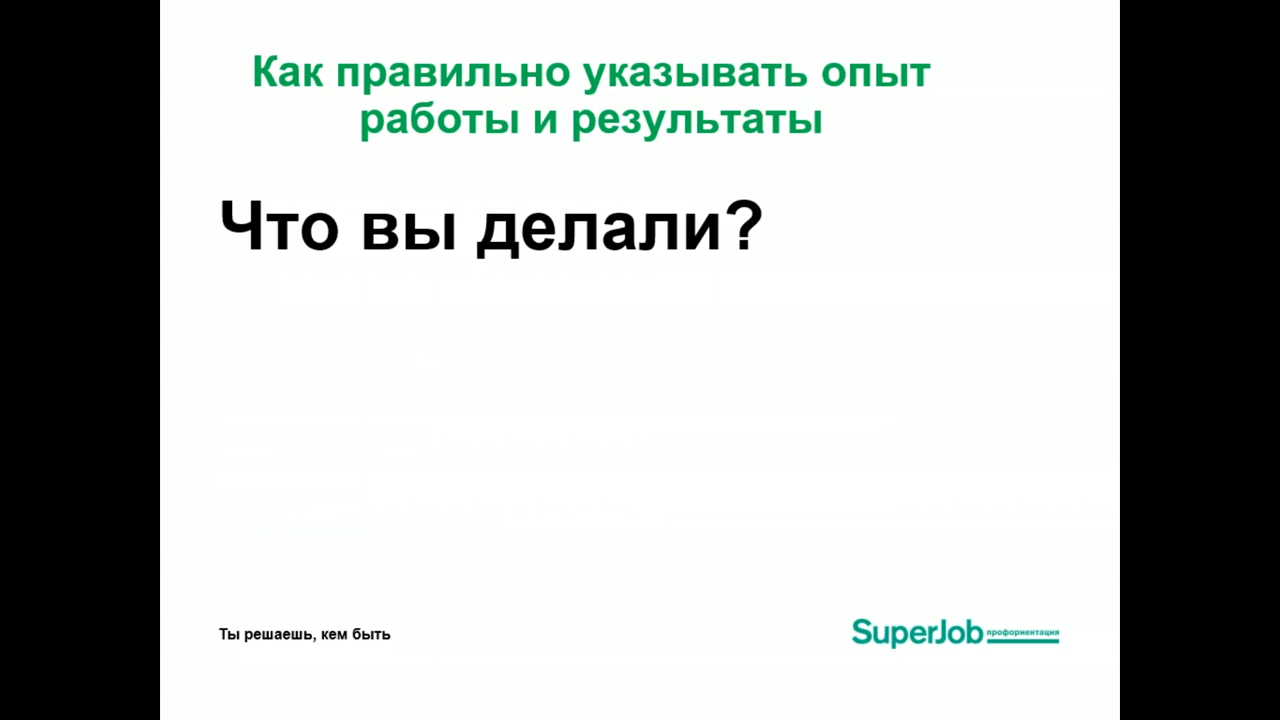 Как правильно указывать опыт
работы и результаты
Что вы делали?
Ты решаешь, кем быть
SuperJob профориентация